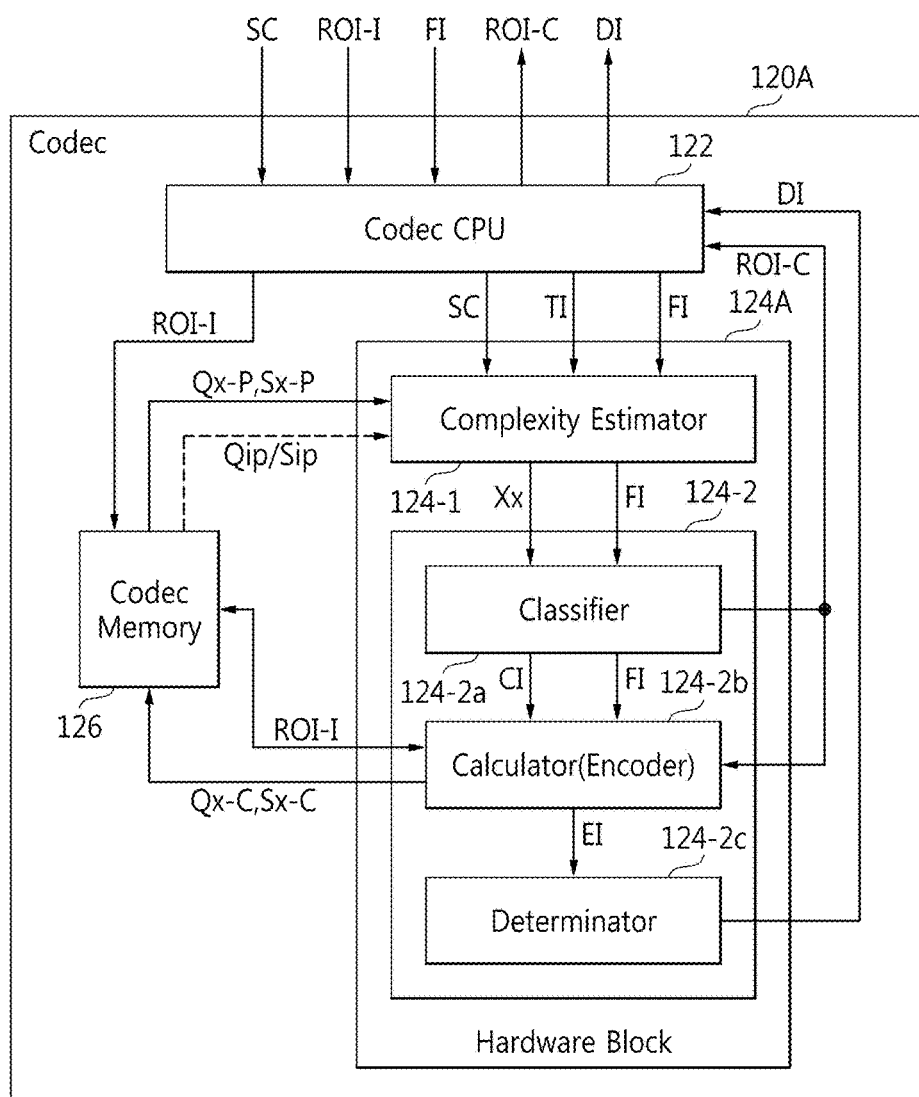 SC ROI-I FI ROI-C DI
120A
Codec
122
DI
Codec CPU
ROI-C
ROI-I
SC TI FI
124A
Qx-P,Sx-P
Complexity Estimator
Qip/Sip
124-1 Xx FI 124-2
Codec
Memory
Classifier
126
124-2a CI FI 124-2b
ROI-I
Calculator(Encoder)
Qx-C,Sx-C
EI 124-2c
Determinator
Hardware Block